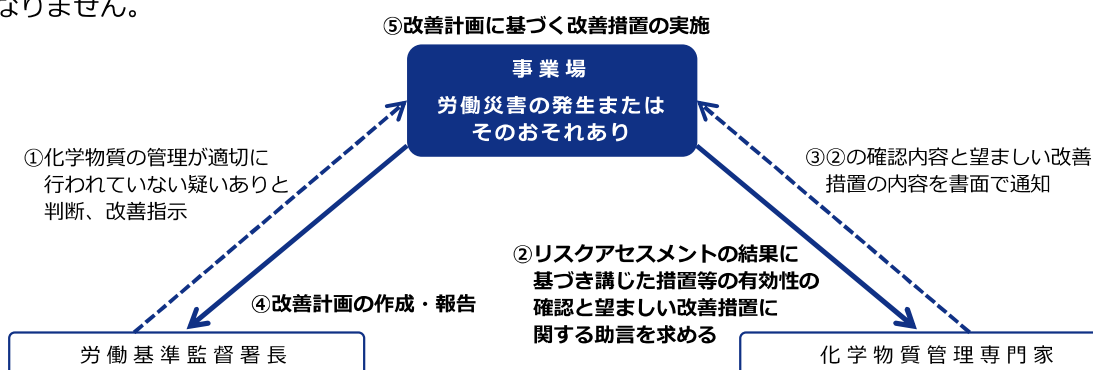 なりません。
⑤改善計画に基づく改善措置の実施
事業場
労働災害の発生または
そのおそれあり
①化学物質の管理が適切に
行われていない疑いありと
判断、改善指示
③②の確認内容と望ましい改善
措置の内容を書面で通知
②リスクアセスメントの結果に
基づき講じた措置等の有効性の
確認と望ましい改善措置に
関する助言を求める
④改善計画の作成・報告
労働基準監督署長
化学物質管理専門家